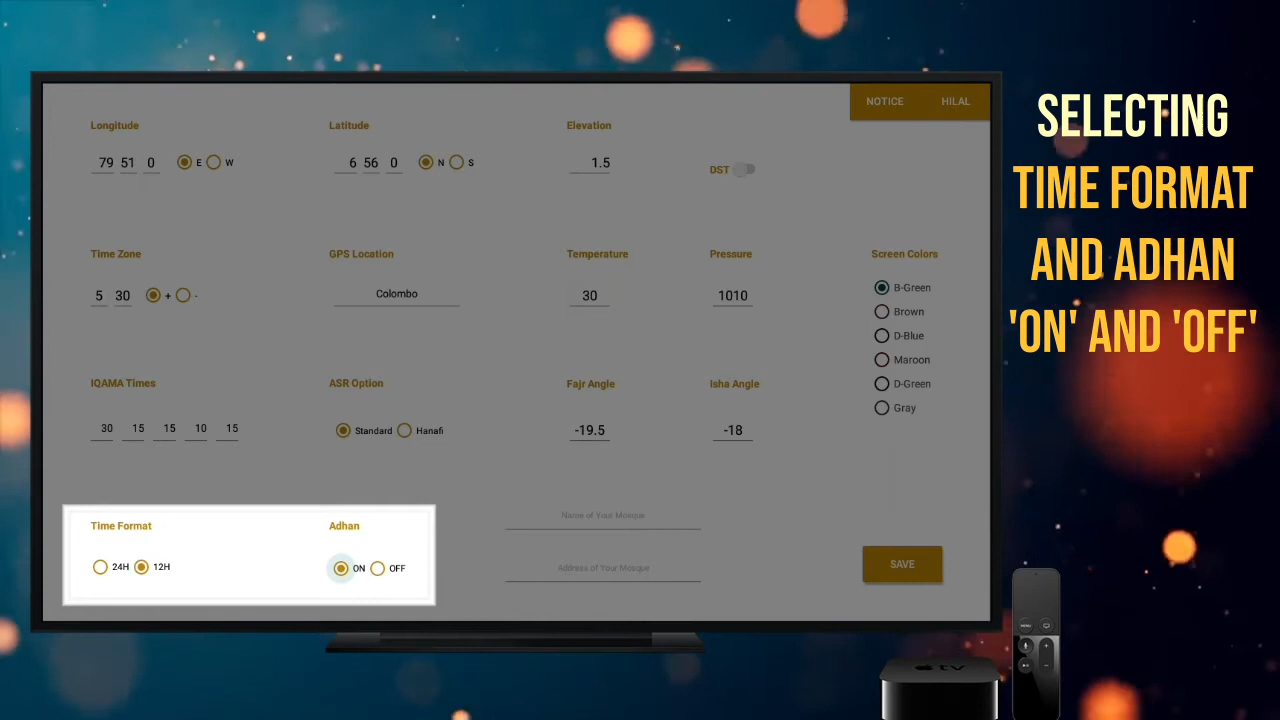 NOTICE HILAL
Longitude Latitude Elevation
79 51 0 E W 6 56 0 N S 1.5 DST
Time Zone GPS Location Temperature Pressure Screen Colors
5 30 + - Colombo 30 1010
B-Green
Brown
D-Blue
Maroon
D-Green
Gray
IQAMA Times ASR Option Fajr Angle Isha Angle
30 15 15 10 15 Standard Hanafi -19.5 -18
Time Format Adhan
24H 12H ON OFF
Name of Your Mosque
Address of Your Mosque
SAVE
SELECTING
TIME FORMAT
AND ADHAN
'ON' AND 'OFF'
MENU
tv